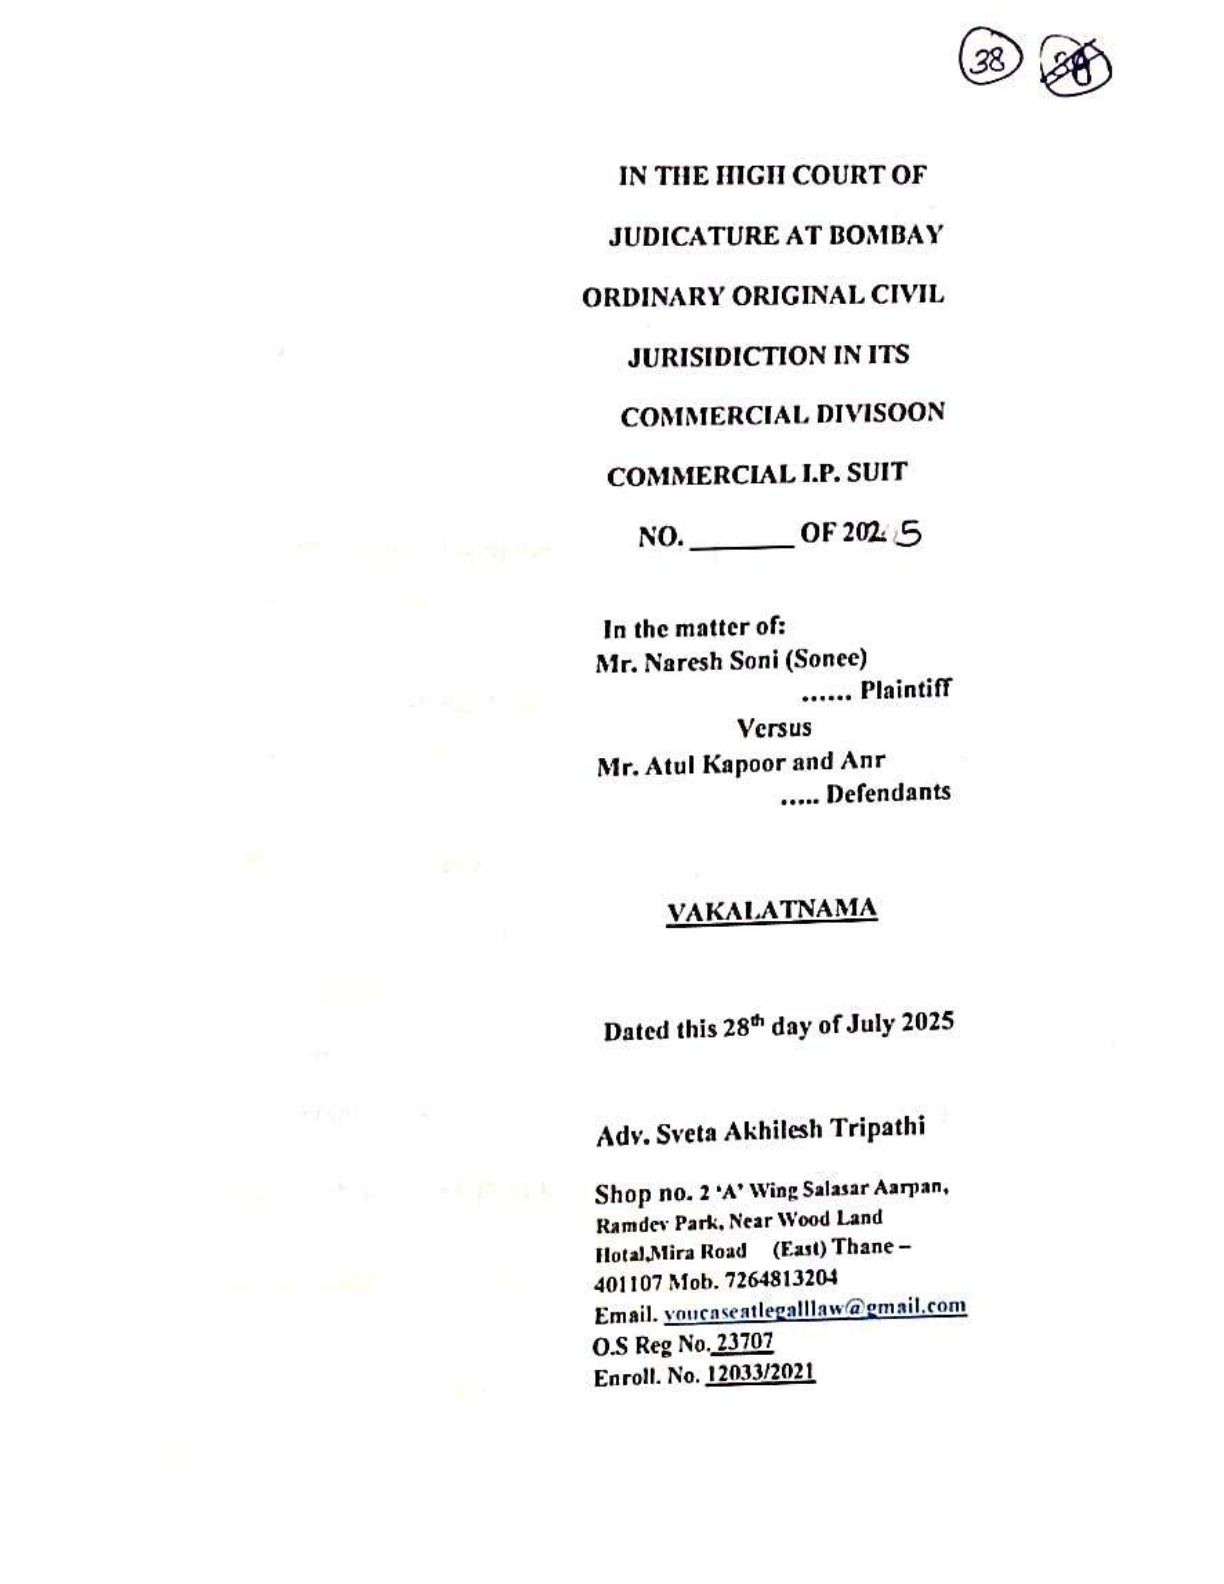 38
IN THE HIGH COURT OF
JUDICATURE AT BOMBAY
ORDINARY ORIGINAL CIVIL
JURISIDICTION IN ITS
COMMERCIAL DIVISOON
COMMERCIAL I.P. SUIT
NO. ________ OF 2025
In the matter of:
Mr. Naresh Soni (Sonee)
...... Plaintiff
Versus
Mr. Atul Kapoor and Anr
..... Defendants
VAKALATNAMA
Dated this 28th day of July 2025
Adv. Sveta Akhilesh Tripathi
Shop no. 2 ‘A’ Wing Salasar Aarpan,
Ramdev Park, Near Wood Land
Hotal,Mira Road (East) Thane –
401107 Mob. 7264813204
Email. youcaseatlegalllaw@gmail.com
O.S Reg No. 23707
Enroll. No. 12033/2021